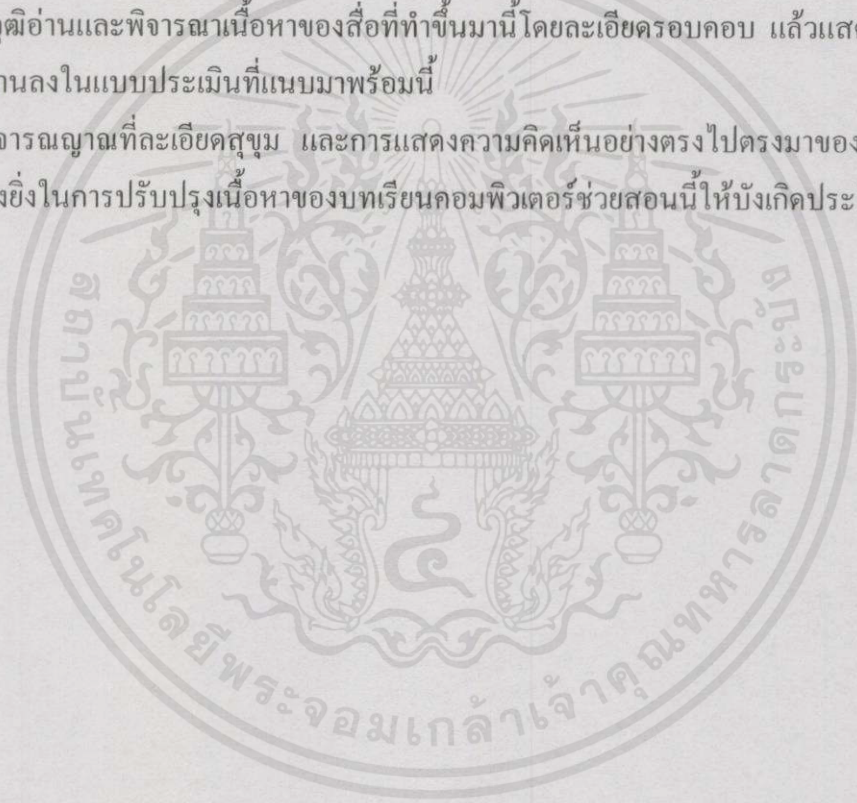 วุฒิอ่านและพิจารณาเนื้อหาของสื่อที่ทำขึ้นมานี้โดยละเอียดรอบคอบ แล้วแสด
านลงในแบบประเมินที่แนบมาพร้อมนี้
จารณญาณที่ละเอียดสุขุม และการแสดงความคิดเห็นอย่างตรงไปตรงมาของ
งยิ่งในการปรับปรุงเนื้อหาของบทเรียนคอมพิวเตอร์ช่วยสอนนี้ให้บังเกิดประ
สถาบันเทคโนโลยีพระจอมเกล้าเจ้าคุณทหารลาดกระบัง
๔